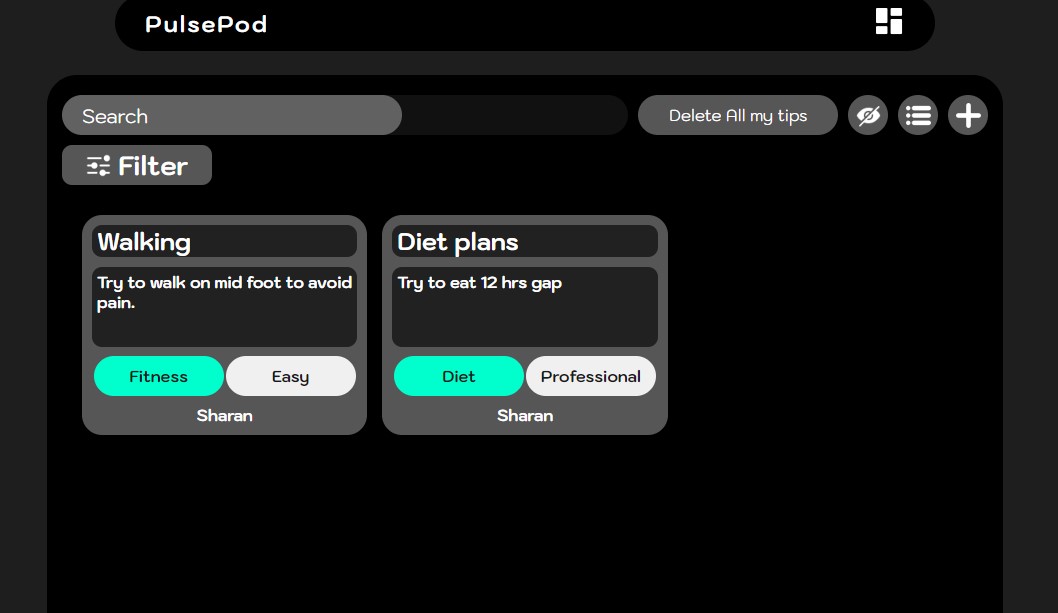 PulsePod
Search
Delete All my tips
Filter
Walking
Try to walk on mid foot to avoid
pain.
Fitness
Easy
Sharan
Diet plans
Try to eat 12 hrs gap
Diet
Professional
Sharan